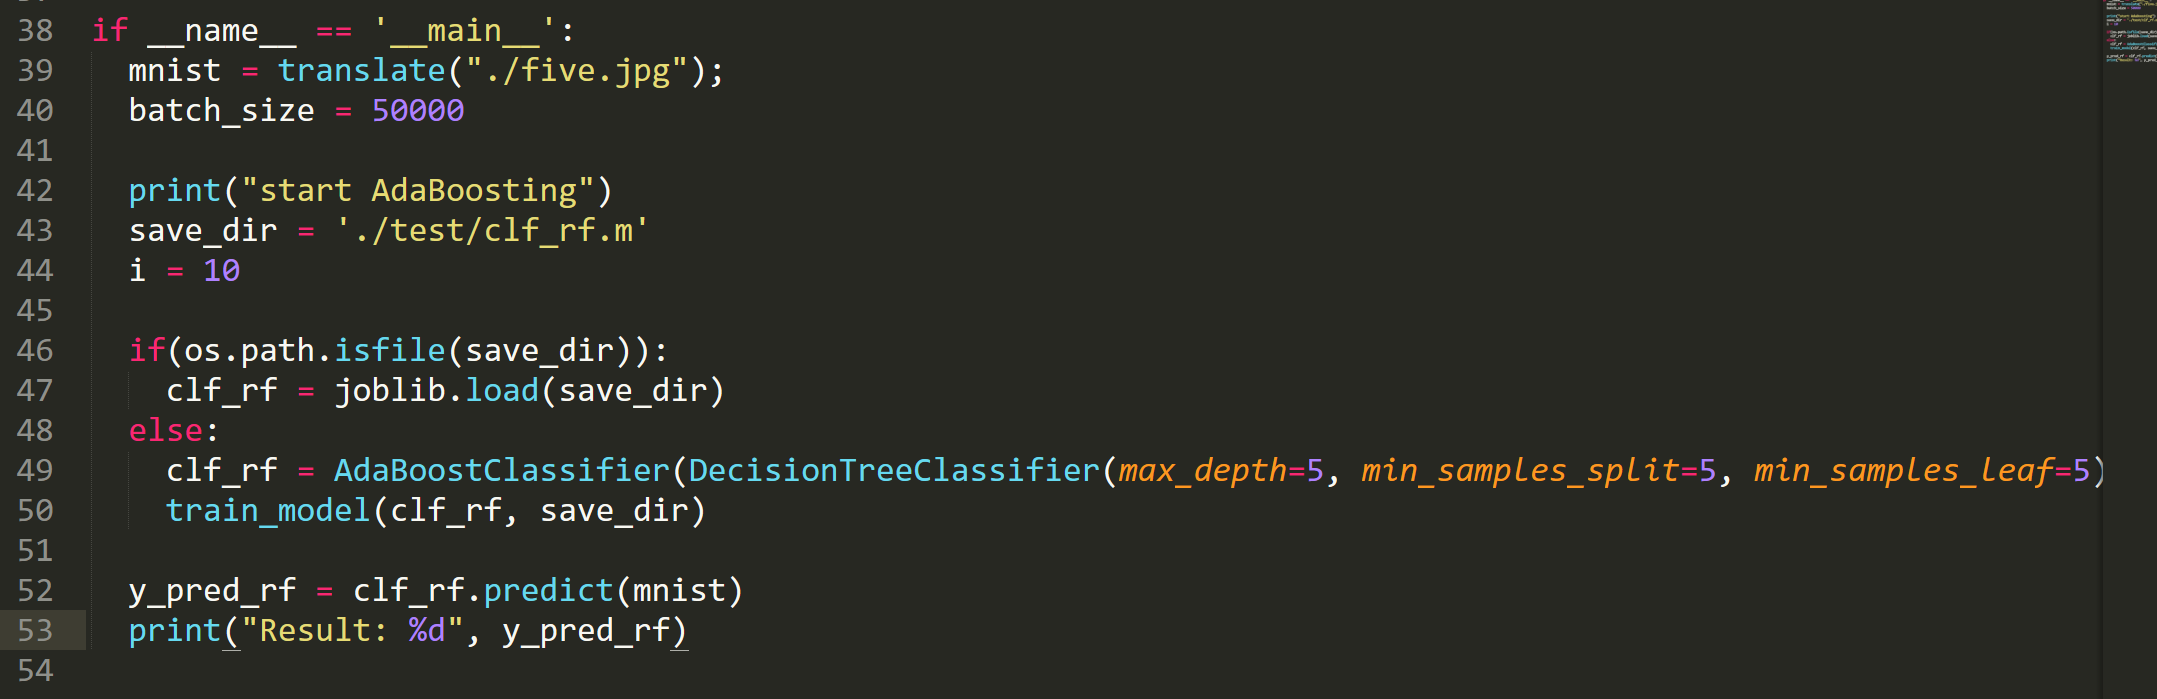 38 if __name__ == '__main__':
39 mnist = translate("./five.jpg");
40 batch_size = 50000
41
42 print("start AdaBoosting")
43 save_dir = './test/clf_rf.m'
44 i = 10
45
46 if(os.path.isfile(save_dir)):
47 clf_rf = joblib.load(save_dir)
48 else:
49 clf_rf = AdaBoostClassifier(DecisionTreeClassifier(max_depth=5, min_samples_split=5, min_samples_leaf=5)
50 train_model(clf_rf, save_dir)
51
52 y_pred_rf = clf_rf.predict(mnist)
53 print("Result: %d", y_pred_rf)
54